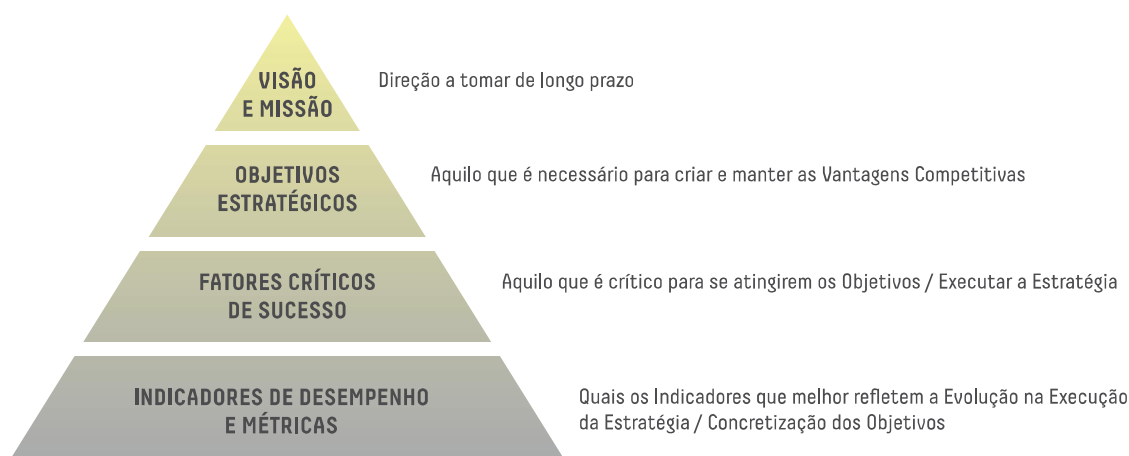 VISÃO
E MISSÃO
Direção a tomar de longo prazo
OBJETIVOS
ESTRATÉGICOS
Aquilo que é necessário para criar e manter as Vantagens Competitivas
FATORES CRÍTICOS
DE SUCESSO
Aquilo que é crítico para se atingirem os Objetivos / Executar a Estratégia
INDICADORES DE DESEMPENHO
E MÉTRICAS
Quais os Indicadores que melhor refletem a Evolução na Execução
da Estratégia / Concretização dos Objetivos